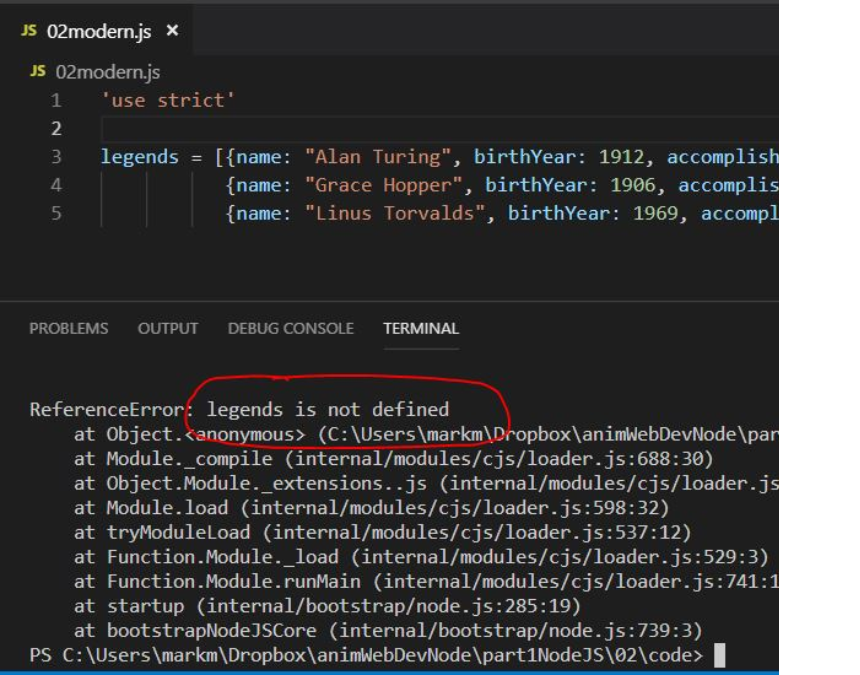 JS 02modern.js ×
JS 02modern.js
1 'use strict'
2
3 legends = [{name: "Alan Turing", birthYear: 1912, accomplish
4 {name: "Grace Hopper", birthYear: 1906, accomplis
5 {name: "Linus Torvalds", birthYear: 1969, accompl
PROBLEMS OUTPUT DEBUG CONSOLE TERMINAL
ReferenceError: legends is not defined
at Object.<anonymous> (C:\Users\markm\Dropbox\animWebDevNode\par
at Module._compile (internal/modules/cjs/loader.js:688:30)
at Object.Module._extensions..js (internal/modules/cjs/loader.js
at Module.load (internal/modules/cjs/loader.js:598:32)
at tryModuleLoad (internal/modules/cjs/loader.js:537:12)
at Function.Module._load (internal/modules/cjs/loader.js:529:3)
at Function.Module.runMain (internal/modules/cjs/loader.js:741:1
at startup (internal/bootstrap/node.js:285:19)
at bootstrapNodeJSCore (internal/bootstrap/node.js:739:3)
PS C:\Users\markm\Dropbox\animWebDevNode\part1NodeJS\02\code>